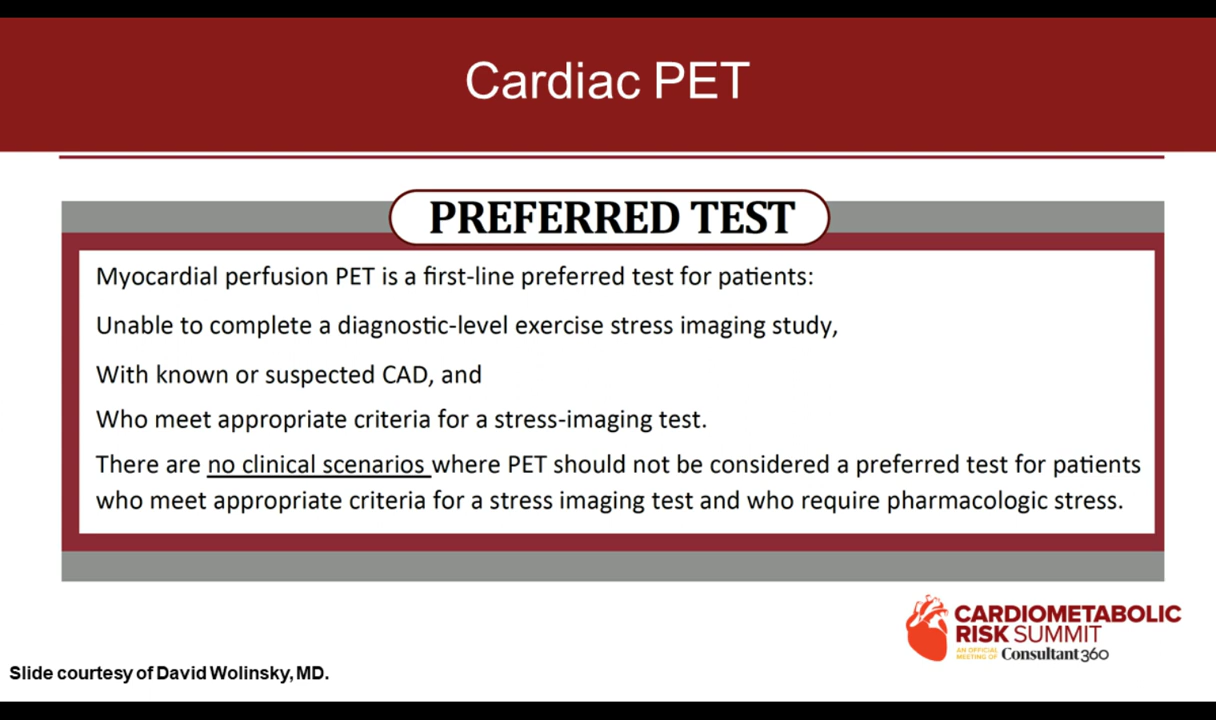 Cardiac PET
PREFERRED TEST
Myocardial perfusion PET is a first-line preferred test for patients:
Unable to complete a diagnostic-level exercise stress imaging study,
With known or suspected CAD, and
Who meet appropriate criteria for a stress-imaging test.
There are no clinical scenarios where PET should not be considered a preferred test for patients
who meet appropriate criteria for a stress imaging test and who require pharmacologic stress.
CARDIOMETABOLIC
RISK SUMMIT
AN OFFICIAL
MEETING OF Consultant360
Slide courtesy of David Wolinsky, MD.